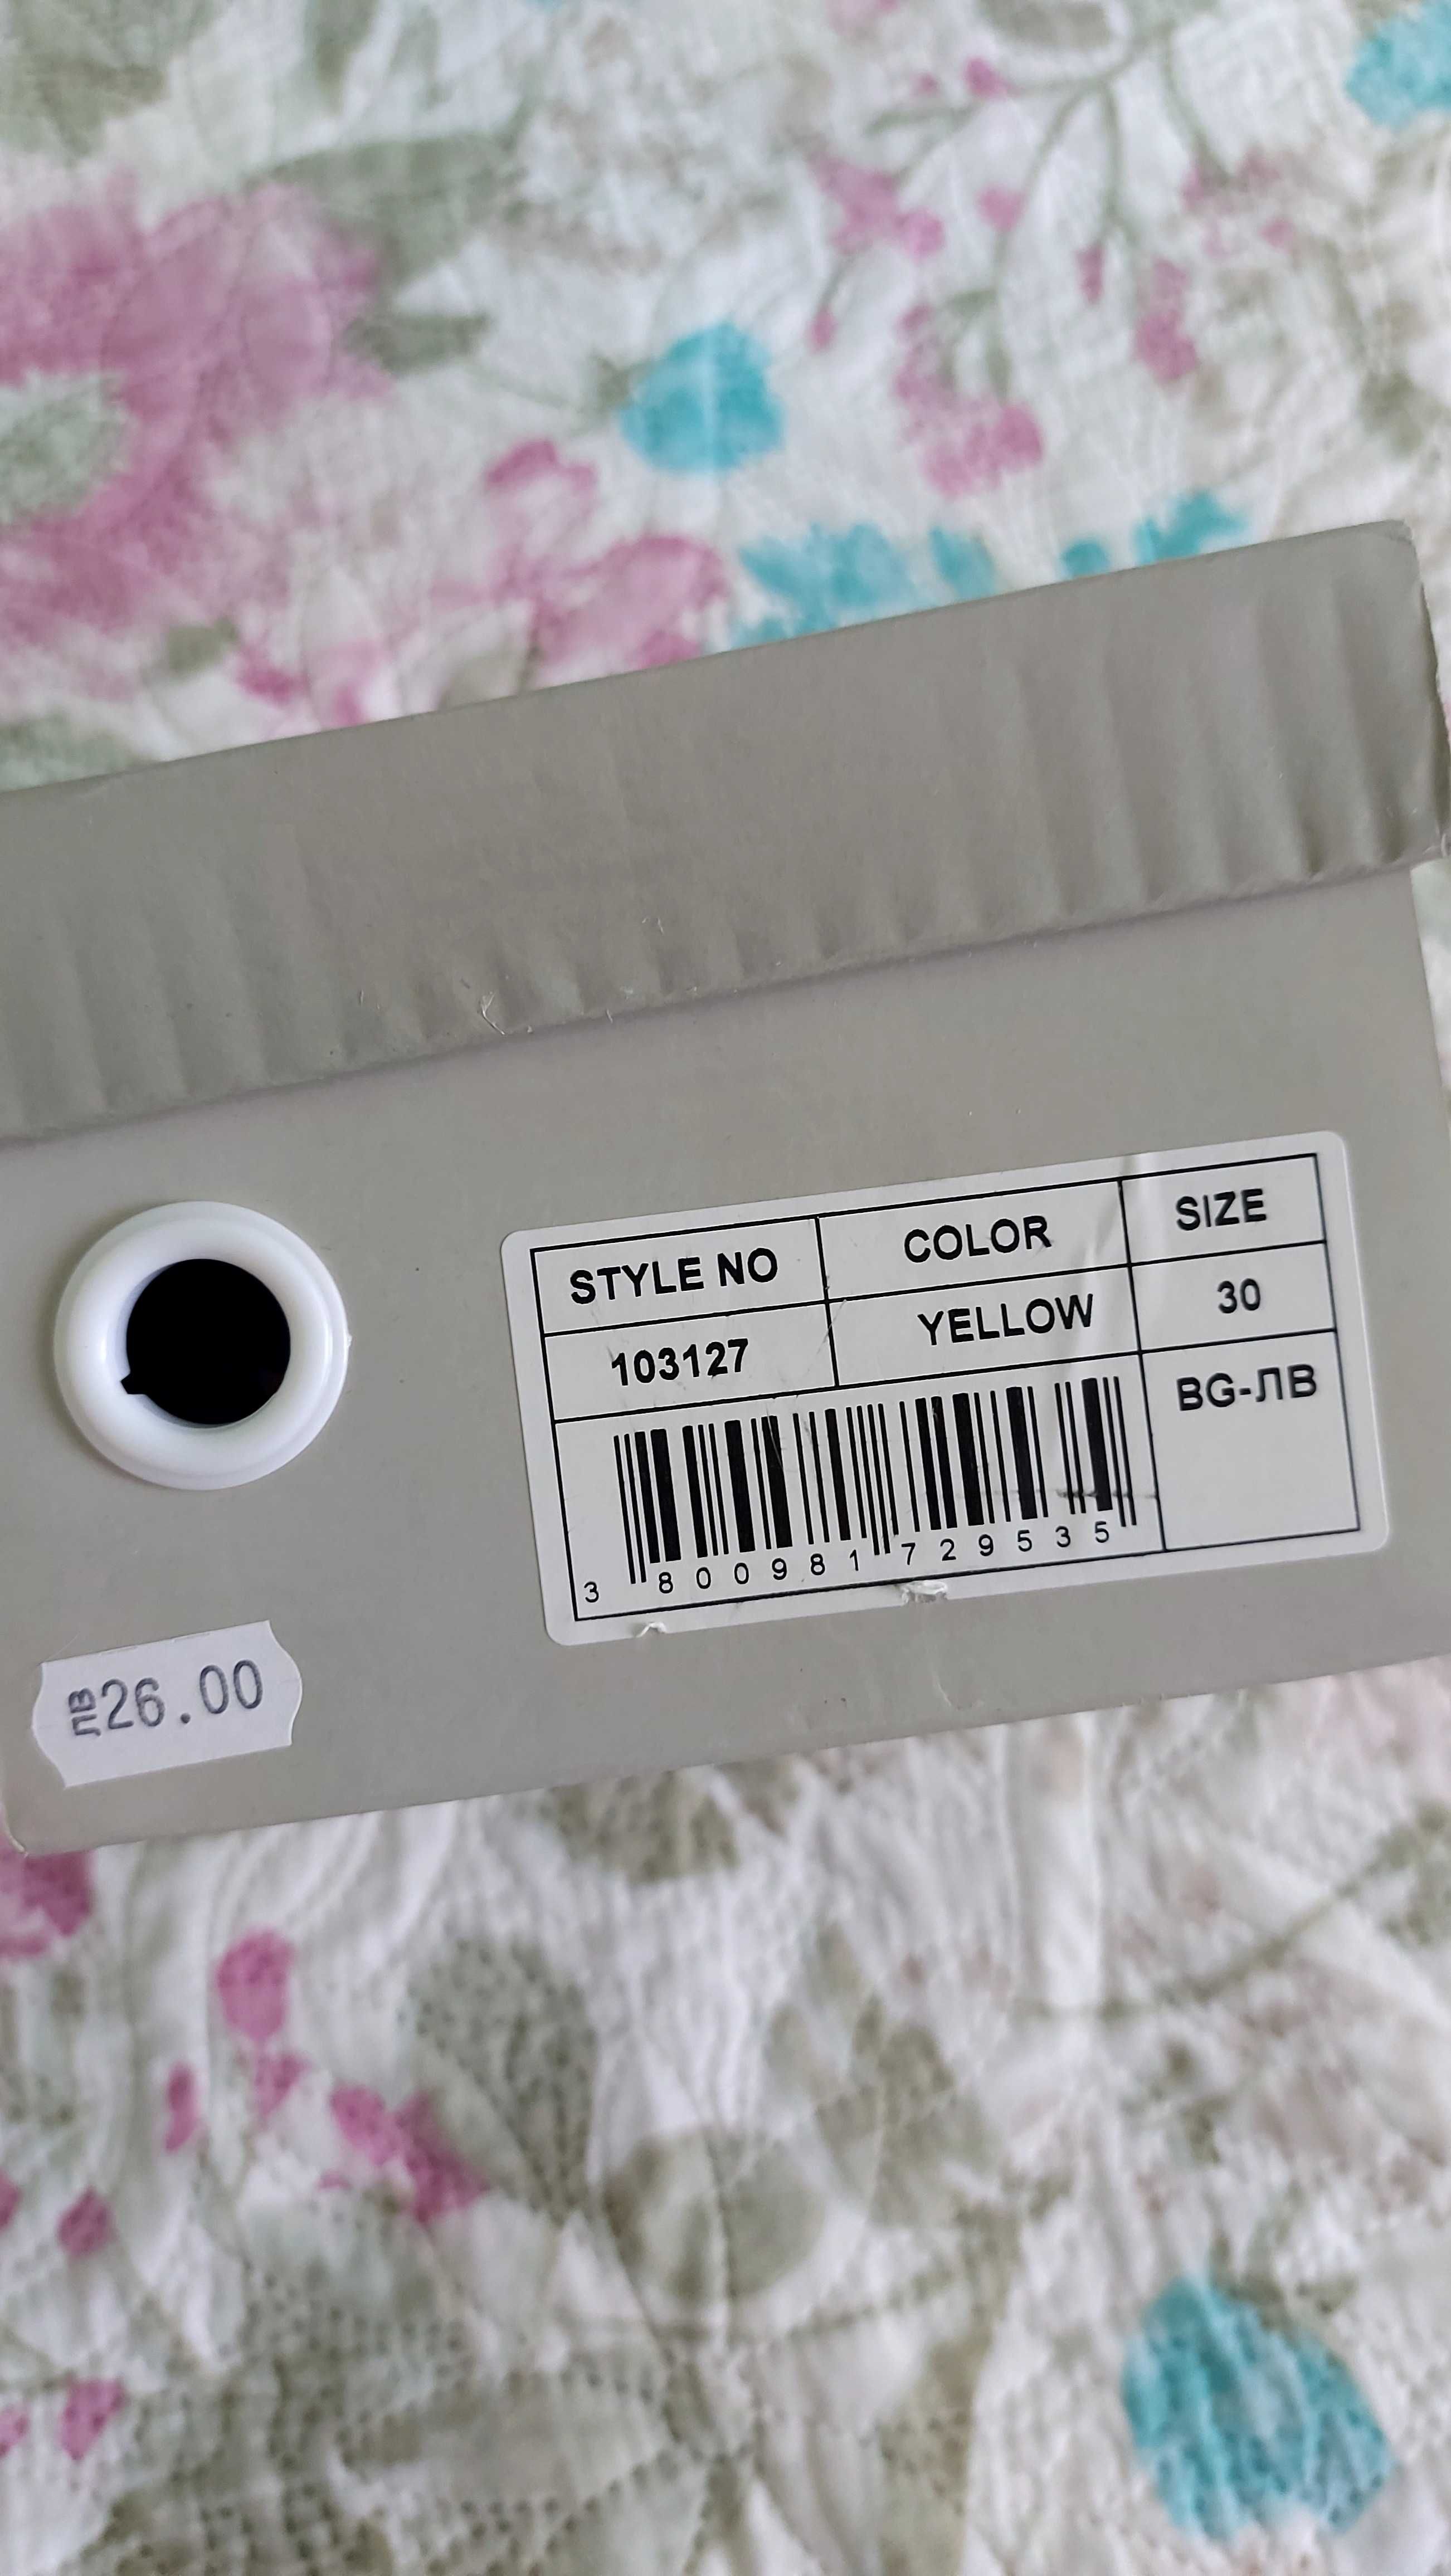 STYLE NO COLOR SIZE
103127 YELLOW 30
BG-ЛВ
3 800981 729535
ЛВ26.00